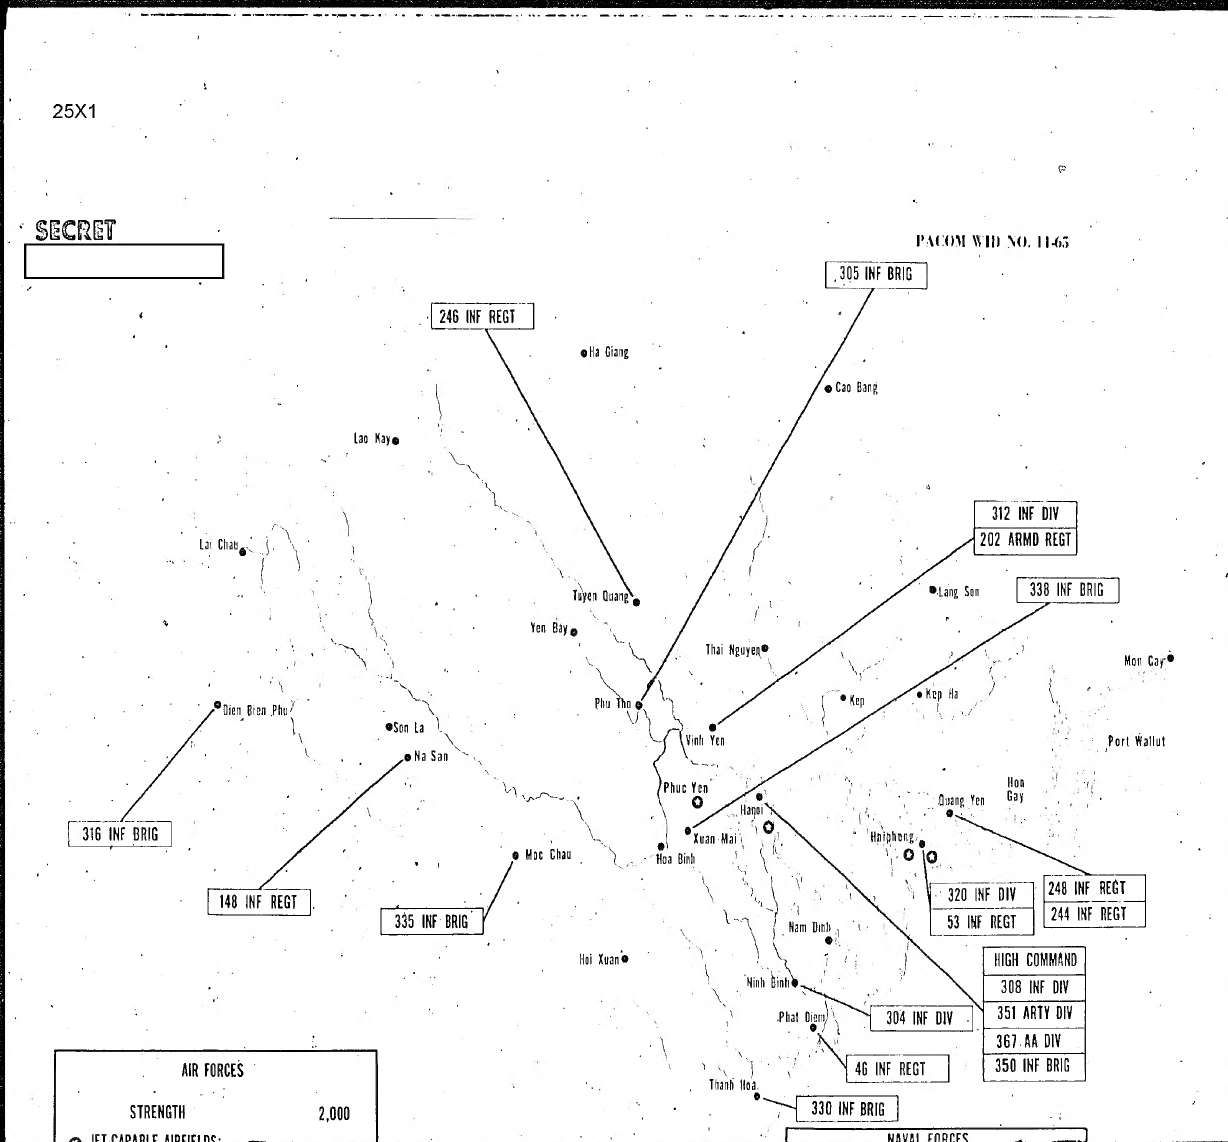 25X1
SECRET
PACOM WID NO. 11-65
305 INF BRIG
246 INF REGT
Ha Giang
Cao Bang
Lao Kay
312 INF DIV
202 ARMD REGT
Lai Chau
338 INF BRIG
Lang Son
Tuyen Quang
Yen Bay
Thai Nguyen
Mon Cay
Phu Tho
Kep
Kep Ha
Dien Bien Phu
Son La
Vinh Yen
Port Wallut
Na San
Phuc Yen
Hon
Gay
Quang Yen
Hanoi
316 INF BRIG
Xuan Mai
Haiphong
Moc Chau
Hoa Binh
148 INF REGT
320 INF DIV
53 INF REGT
248 INF REGT
244 INF REGT
335 INF BRIG
Nam Dinh
Hoi Xuan
HIGH COMMAND
308 INF DIV
351 ARTY DIV
367 AA DIV
350 INF BRIG
Ninh Binh
304 INF DIV
Phat Diem
46 INF REGT
Thanh Hoa
330 INF BRIG
AIR FORCES
STRENGTH 2,000
JET CAPABLE AIRFIELDS:
NAVAL FORCES